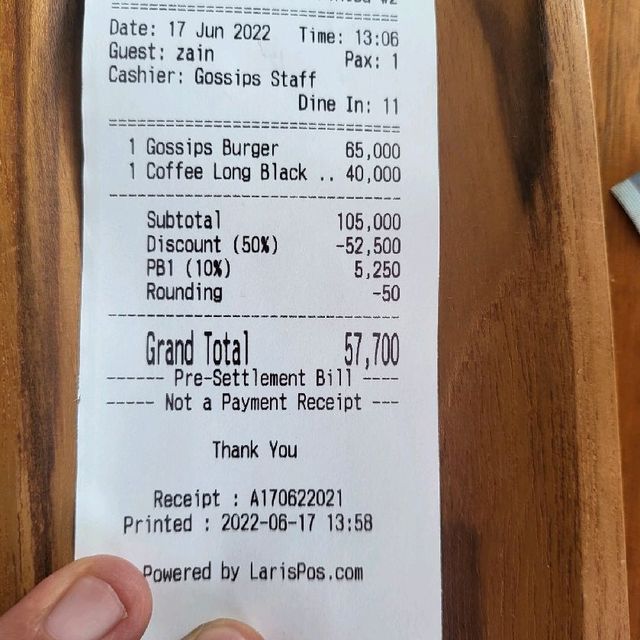 ==============================
Date: 17 Jun 2022 Time: 13:06
Guest: zain Pax: 1
Cashier: Gossips Staff
Dine In: 11
==============================
1 Gossips Burger 65,000
1 Coffee Long Black .. 40,000
------------------------------
Subtotal 105,000
Discount (50%) -52,500
PB1 (10%) 5,250
Rounding -50
------------------------------
Grand Total 57,700
------ Pre-Settlement Bill ----
----- Not a Payment Receipt ---
Thank You
Receipt : A170622021
Printed : 2022-06-17 13:58
Powered by LarisPos.com